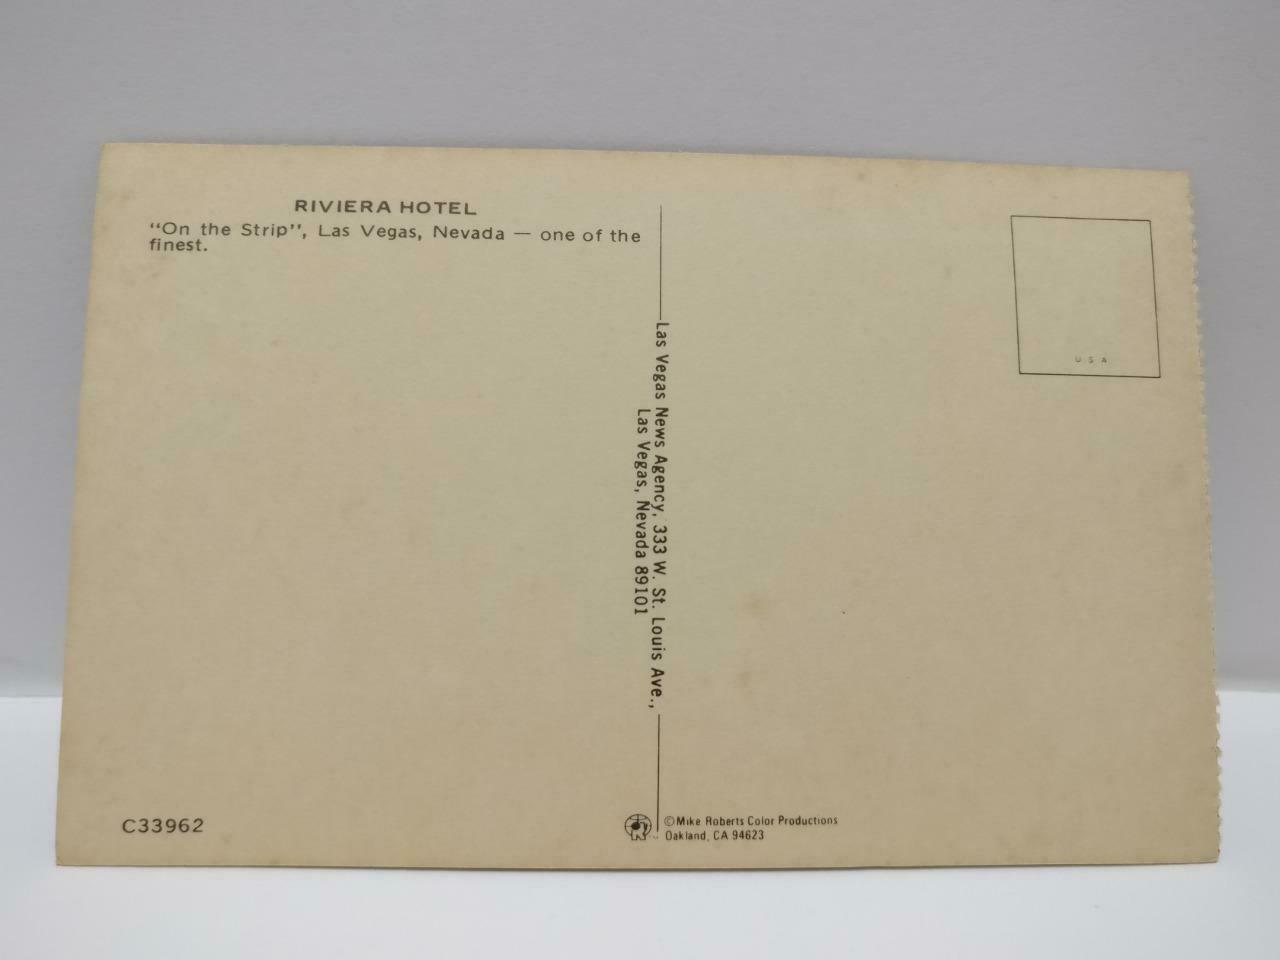 RIVIERA HOTEL
“On the Strip”, Las Vegas, Nevada — one of the
finest.
Las Vegas News Agency, 333 W. St. Louis Ave.,
Las Vegas, Nevada 89101
USA
C33962
©Mike Roberts Color Productions
Oakland, CA 94623